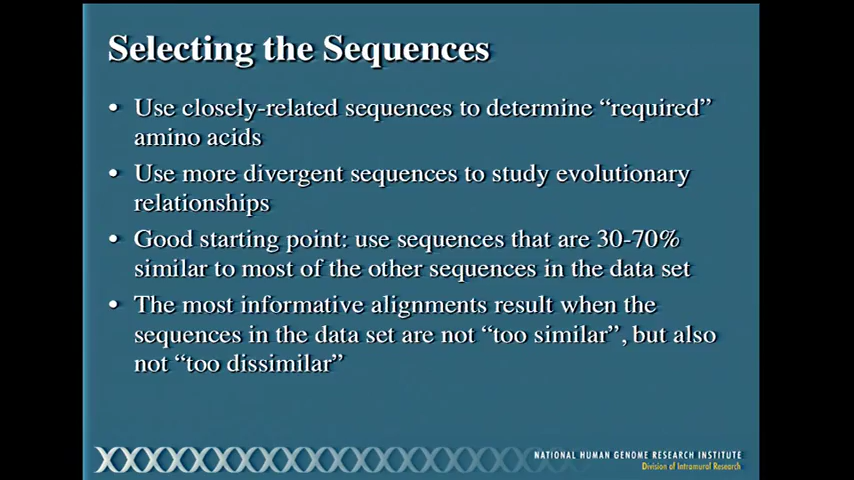 Selecting the Sequences
• Use closely-related sequences to determine “required”
amino acids
• Use more divergent sequences to study evolutionary
relationships
• Good starting point: use sequences that are 30-70%
similar to most of the other sequences in the data set
• The most informative alignments result when the
sequences in the data set are not “too similar”, but also
not “too dissimilar”
NATIONAL HUMAN GENOME RESEARCH INSTITUTE
Division of Intramural Research